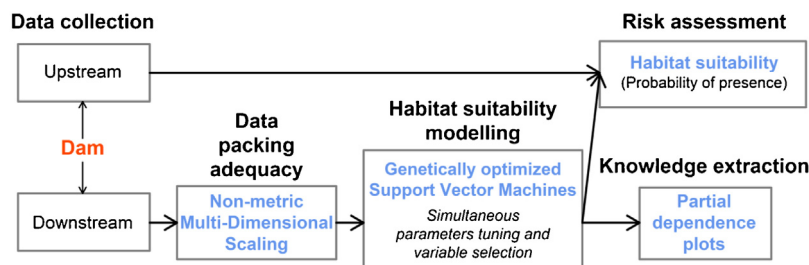 Data collection
Upstream
Dam
Downstream
Data
packing
adequacy
Non-metric
Multi-Dimensional
Scaling
Habitat suitability
modelling
Genetically optimized
Support Vector Machines
Simultaneous
parameters tuning and
variable selection
Risk assessment
Habitat suitability
(Probability of presence)
Knowledge extraction
Partial
dependence
plots